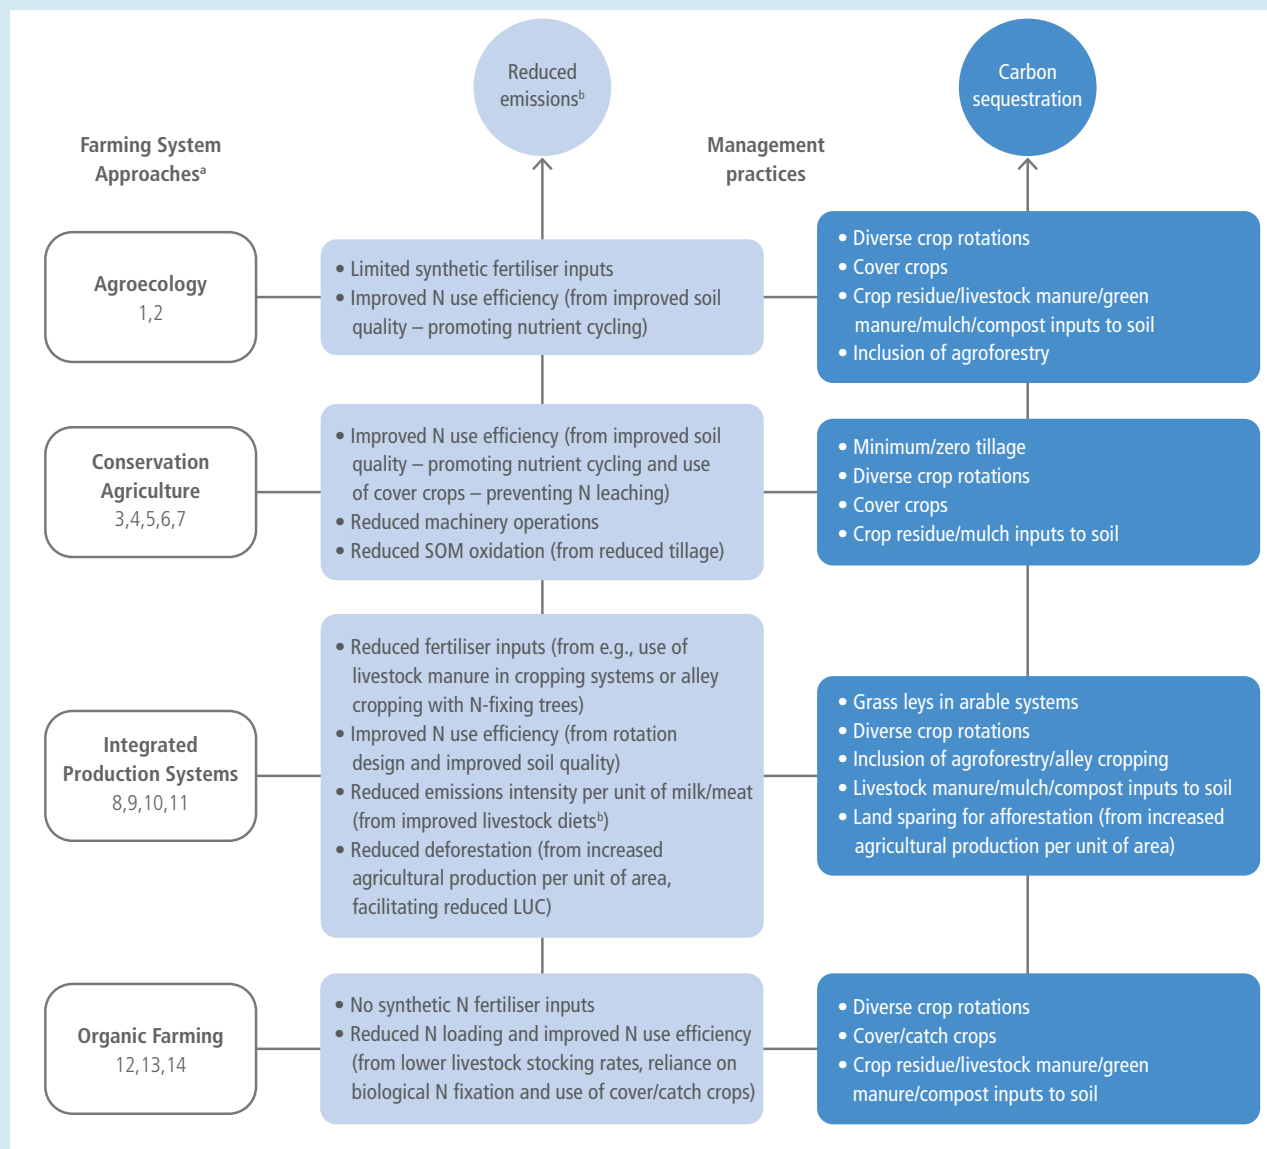 Reduced
emissionsᵇ
Carbon
sequestration
Farming System
Approachesᵃ
Management
practices
Agroecology
1,2
• Limited synthetic fertiliser inputs
• Improved N use efficiency (from improved soil
quality – promoting nutrient cycling)
• Diverse crop rotations
• Cover crops
• Crop residue/livestock manure/green
manure/mulch/compost inputs to soil
• Inclusion of agroforestry
Conservation
Agriculture
3,4,5,6,7
• Improved N use efficiency (from improved soil
quality – promoting nutrient cycling and use
of cover crops – preventing N leaching)
• Reduced machinery operations
• Reduced SOM oxidation (from reduced tillage)
• Minimum/zero tillage
• Diverse crop rotations
• Cover crops
• Crop residue/mulch inputs to soil
Integrated
Production Systems
8,9,10,11
• Reduced fertiliser inputs (from e.g., use of
livestock manure in cropping systems or alley
cropping with N-fixing trees)
• Improved N use efficiency (from rotation
design and improved soil quality)
• Reduced emissions intensity per unit of milk/meat
(from improved livestock dietsᵇ)
• Reduced deforestation (from increased
agricultural production per unit of area,
facilitating reduced LUC)
• Grass leys in arable systems
• Diverse rotations
• Inclusion of agroforestry/alley cropping
• Livestock manure/mulch/compost inputs to soil
• Land sparing for afforestation (from increased
agricultural production per unit of area)
Organic Farming
12,13,14
• No synthetic N fertiliser inputs
• Reduced N loading and improved N use efficiency
(from lower livestock stocking rates, reliance on
biological N fixation and use of cover/catch crops)
• Diverse crop rotations
• Cover/catch crops
• Crop residue/livestock manure/green
manure/compost inputs to soil